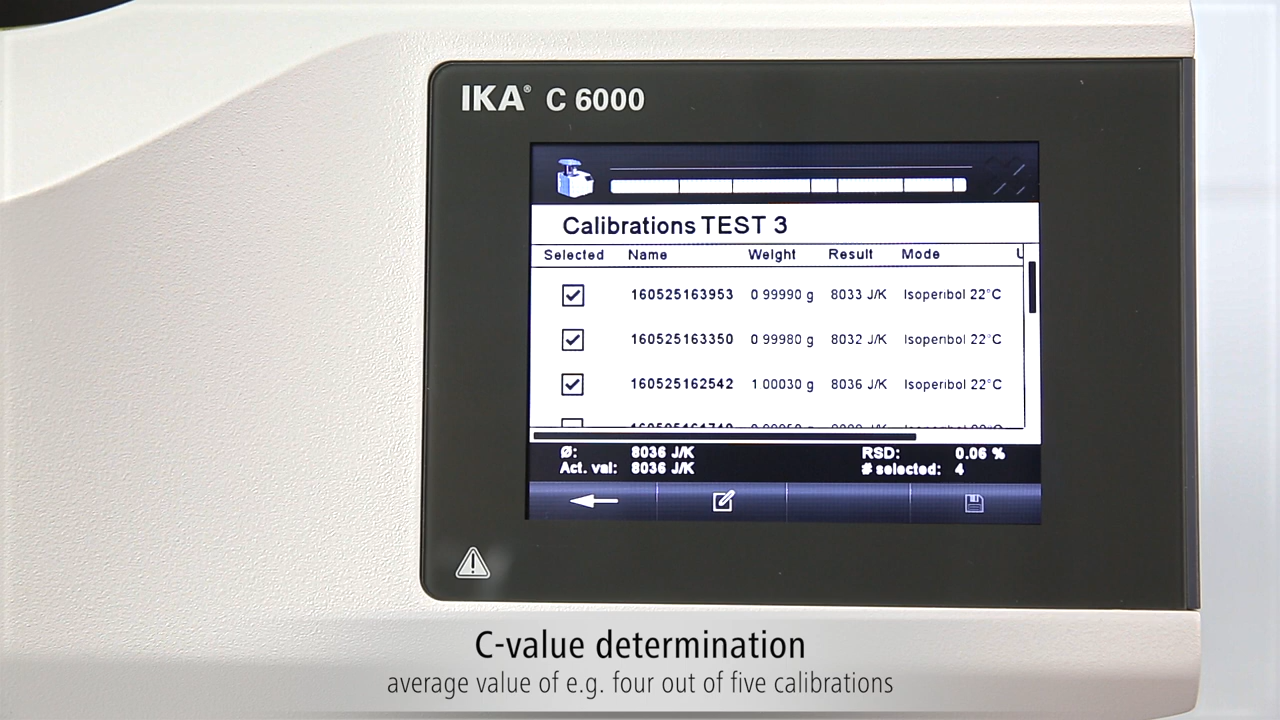 IKA® C 6000
Calibrations TEST 3
Selected Name Weight Result Mode
160525163953 0.99990 g 8033 J/K Isoperibol 22°C
160525163350 0.99980 g 8032 J/K Isoperibol 22°C
160525162542 1.00030 g 8036 J/K Isoperibol 22°C
Ø: 8036 J/K RSD: 0.06 %
Act. val: 8036 J/K # selected: 4
C-value determination
average value of e.g. four out of five calibrations